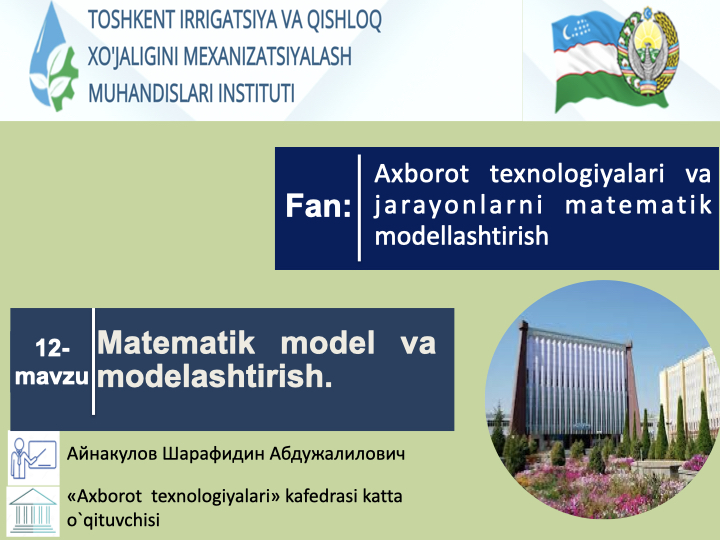 TOSHKENT IRRIGATSIYA VA QISHLOQ
XO'JALIGINI MEXANIZATSIYALASH
MUHANDISLARI INSTITUTI
Fan:
Axborot texnologiyalari va
jarayonlarni matematik
modellashtirish
12-
mavzu
Matematik model va
modelashtirish.
Айнакулов Шарафидин Абдужалилович
«Axborot texnologiyalari» kafedrasi katta
o`qituvchisi